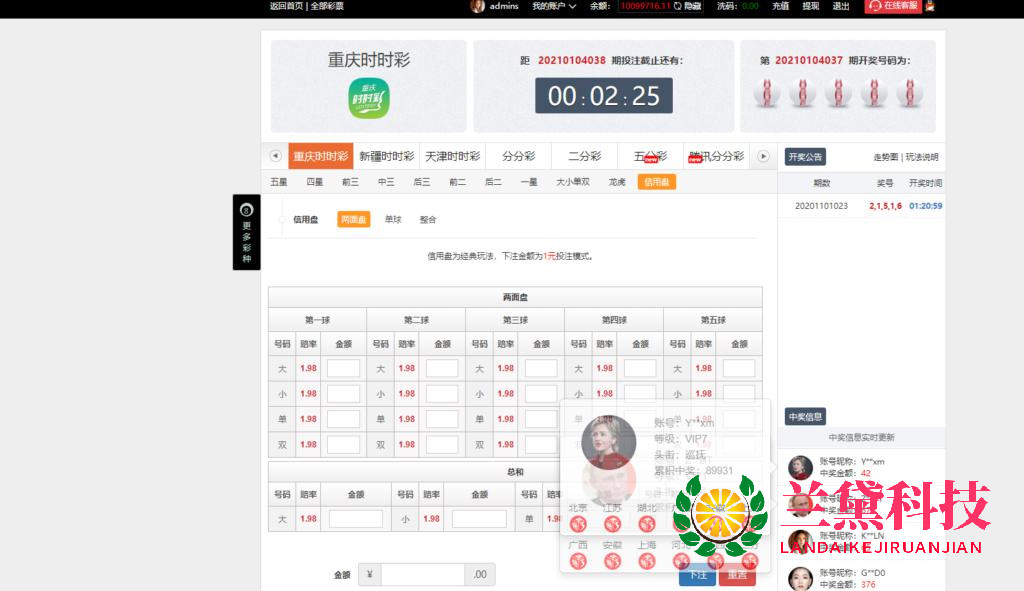 返回首页 | 全部彩票
admins 我的账户 余额: 10099716.11 隐藏 洗码: 0.00 充值 提现 退出 在线客服
重庆时时彩
重庆
时时彩
距 20210104038 期投注截止还有:
00 : 02 : 25
第 20210104037 期开奖号码为:
重庆时时彩 新疆时时彩 天津时时彩 分分彩 二分彩 五分彩 new 腾讯分分彩 new
开奖公告 走势图 | 玩法说明
五星 四星 前三 中三 后三 前二 后二 一星 大小单双 龙虎 信用盘
期数 奖号 开奖时间
20201101023 2,1,5,1,6 01:20:59
8
更多彩种
信用盘 两面盘 单球 整合
信用盘为经典玩法,下注金额为1元投注模式。
两面盘
第一球 第二球 第三球 第四球 第五球
号码 赔率 金额 号码 赔率 金额 号码 赔率 金额 号码 赔率 金额 号码 赔率 金额
大 1.98 大 1.98 大 1.98 大 1.98 大 1.98
小 1.98 小 1.98 小 1.98 小 1.98 小 1.98
单 1.98 单 1.98 单 1.98 单 1.98
双 1.98 双 1.98 双 1.98
总和
号码 赔率 金额 号码 赔率 金额 号码 赔率
大 1.98 小 1.98 单 1.98
账号: Y**xm
等级: VIP7
头衔: 巡抚
累积中奖: 89931
北京 江苏 湖北
广西 安徽 上海 河北
金额 ¥ .00
下注 重置
中奖信息
中奖信息实时更新
账号昵称: Y**xm
中奖金额: 42
账号昵称:
中奖金额:
账号昵称: K**LN
中奖金额:
账号昵称: G**D0
中奖金额: 376
兰黛科技
LANDAIKEJIRUANJIAN